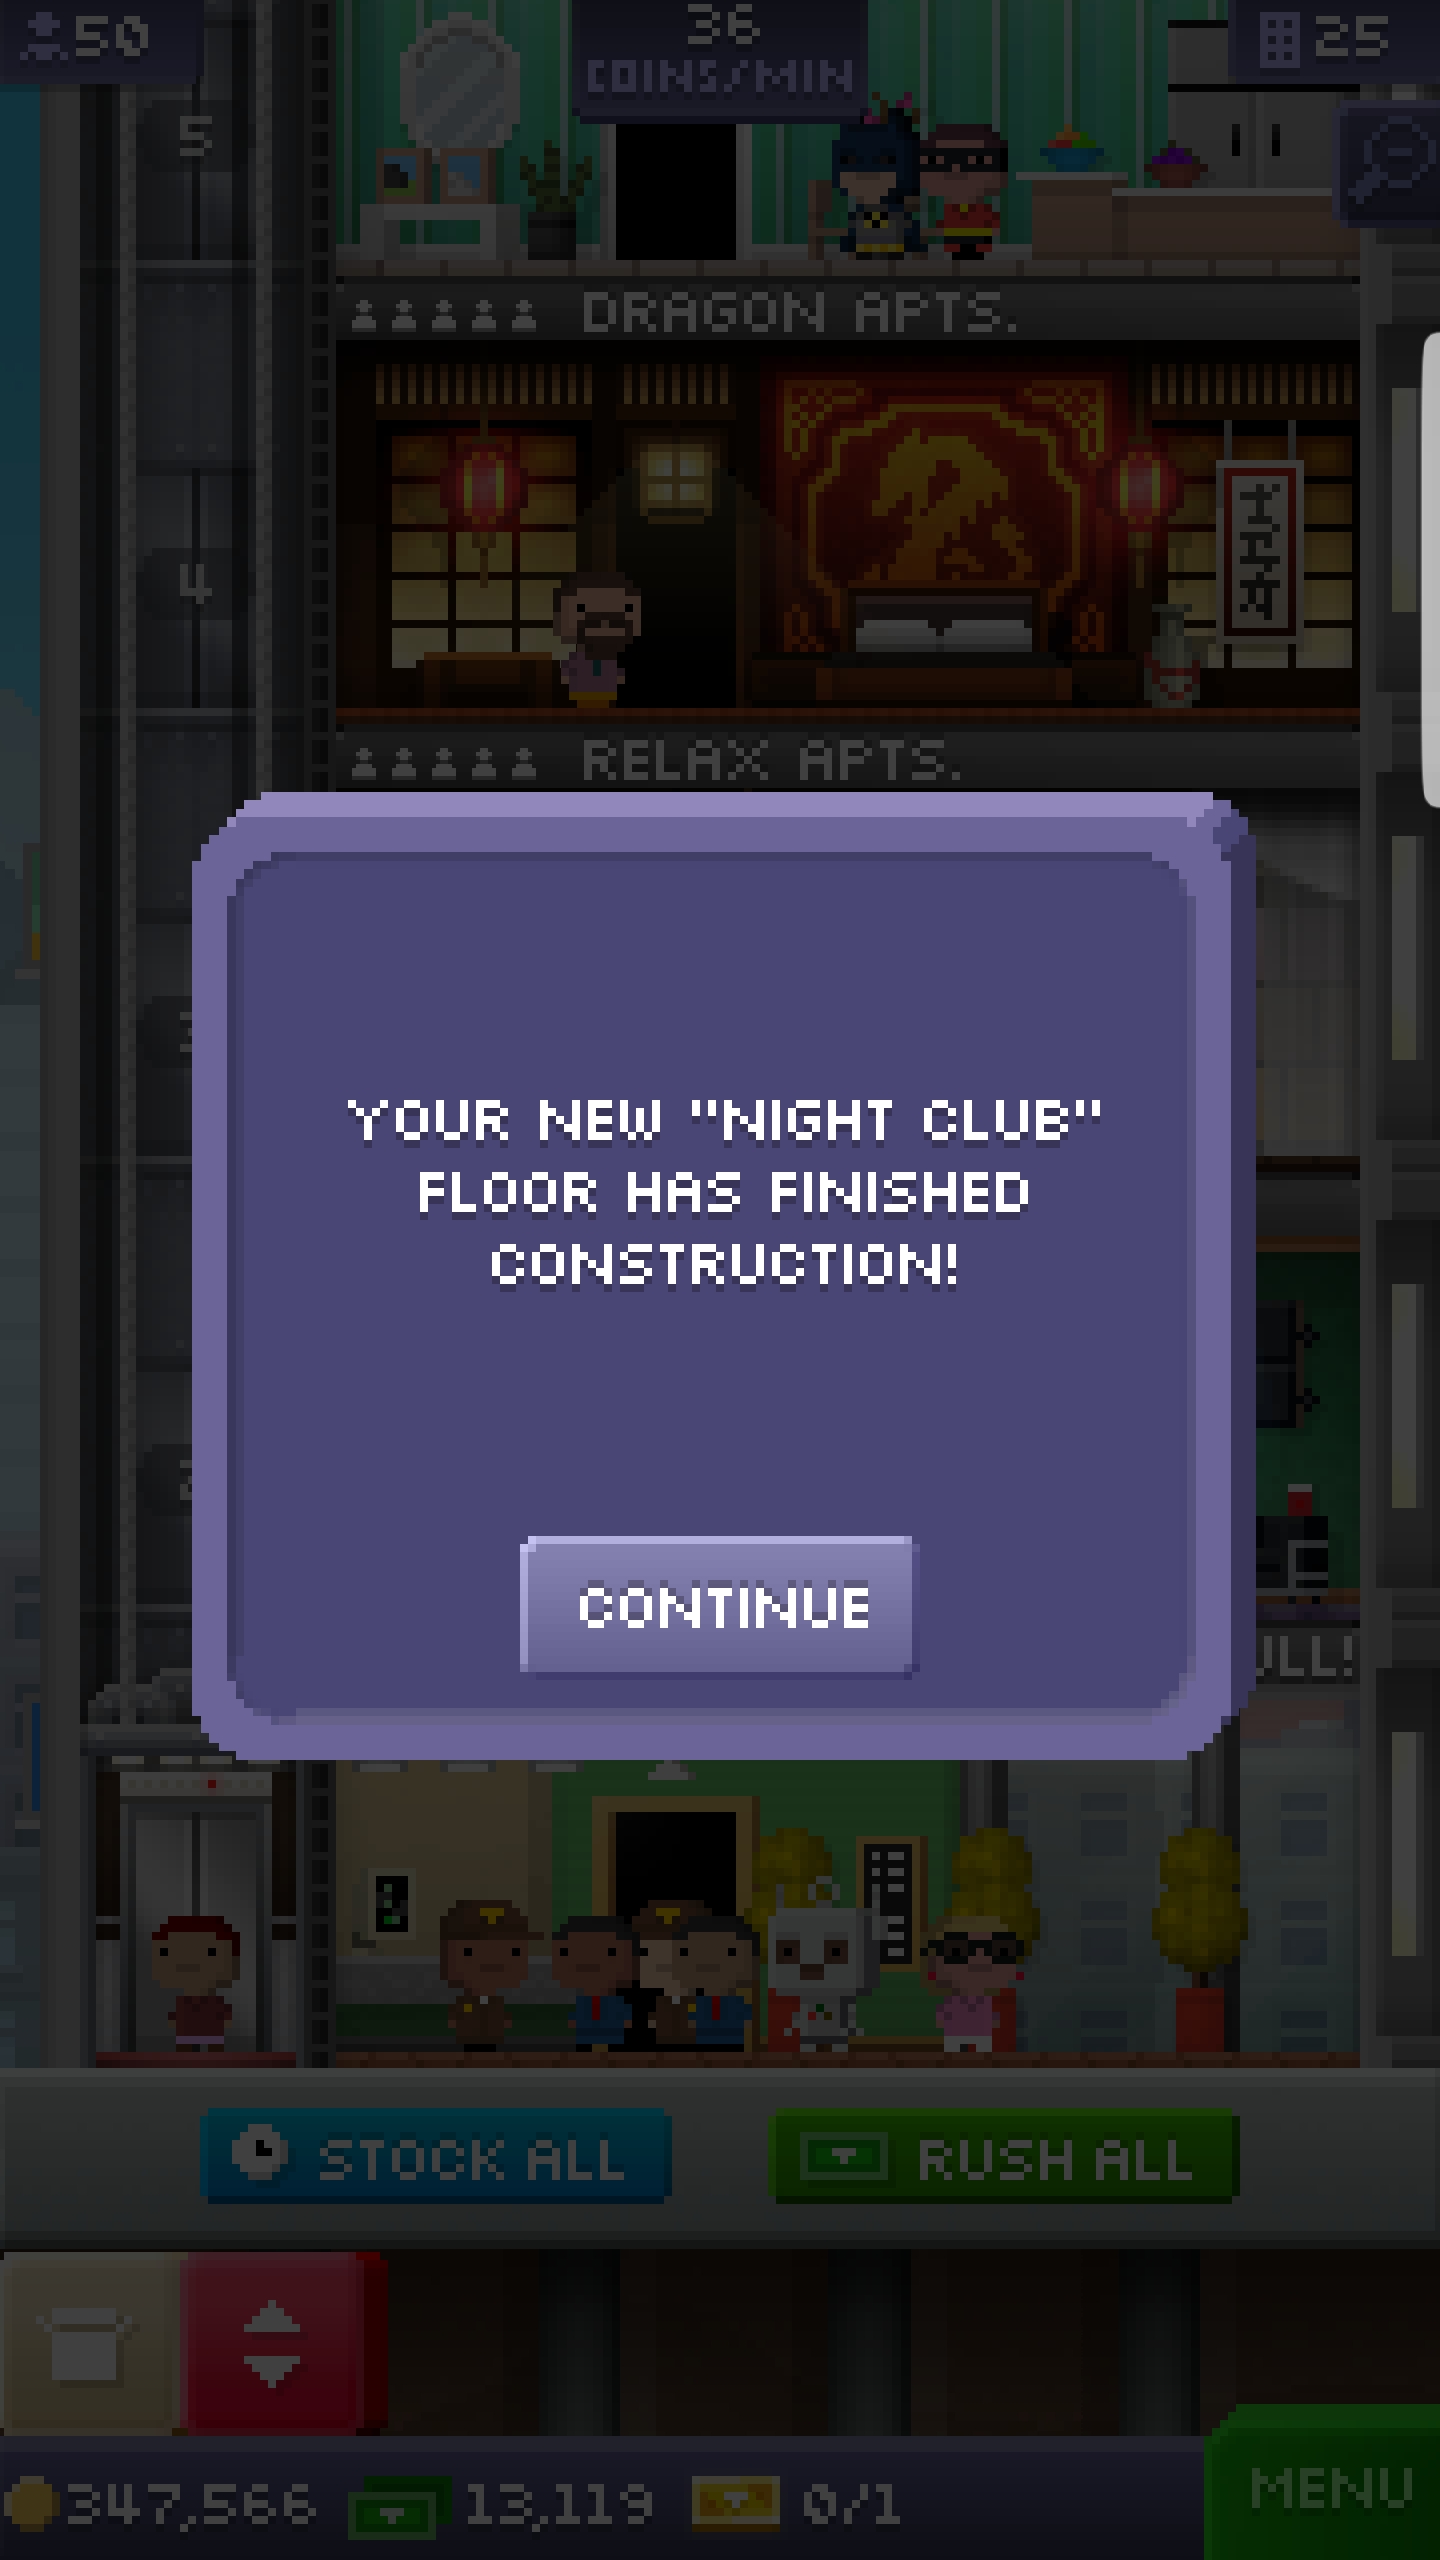 50
36
COINS/MIN
25
5
DRAGON APTS.
4
RELAX APTS.
YOUR NEW "NIGHT CLUB"
FLOOR HAS FINISHED
CONSTRUCTION!
CONTINUE
STOCK ALL
RUSH ALL
347,566
13,119
0/1
MENU